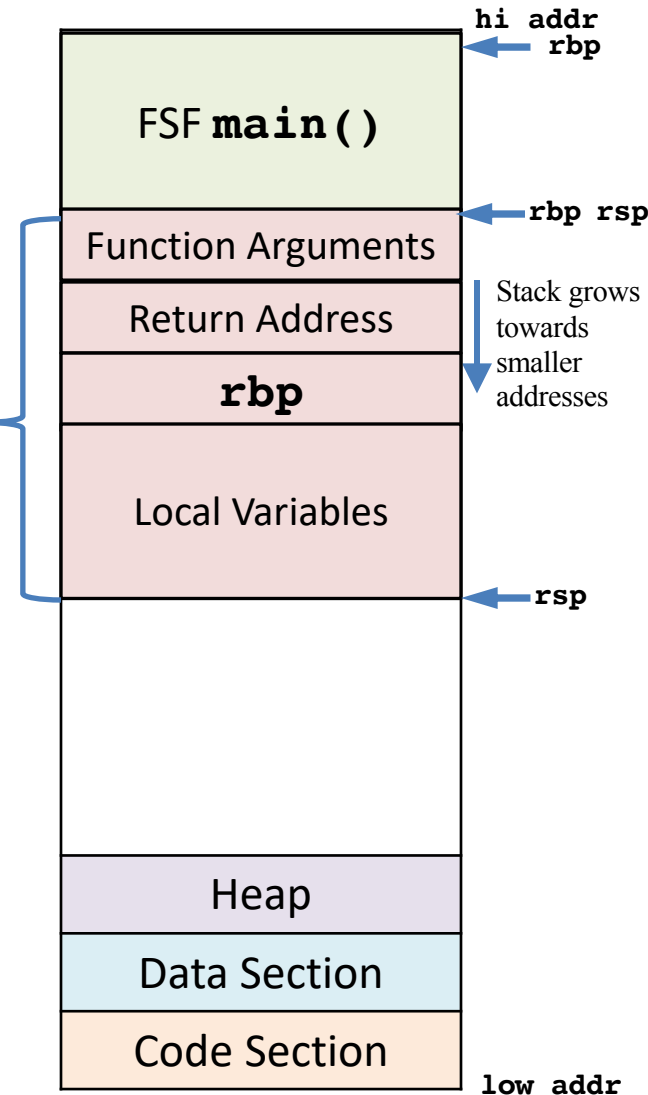 hi addr
rbp
FSF main()
rbp rsp
Function Arguments
Stack grows
towards
smaller
addresses
Return Address
rbp
Local Variables
rsp
Heap
Data Section
Code Section
low addr